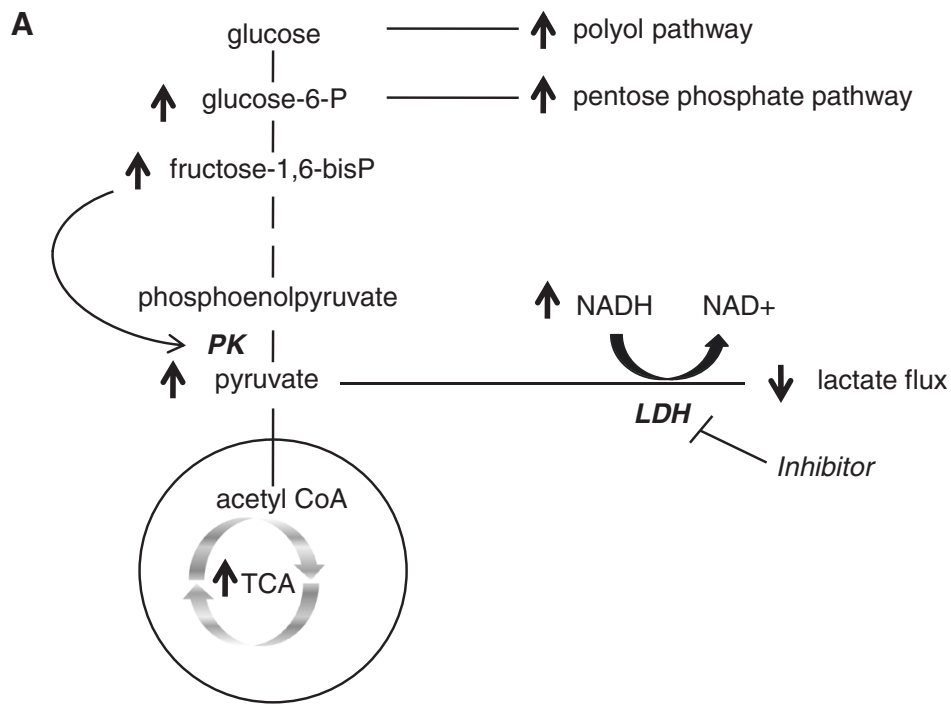 A
glucose
polyol pathway
glucose-6-P
pentose phosphate pathway
fructose-1,6-bisP
phosphoenolpyruvate
NADH
NAD+
PK
pyruvate
lactate flux
LDH
Inhibitor
acetyl CoA
TCA